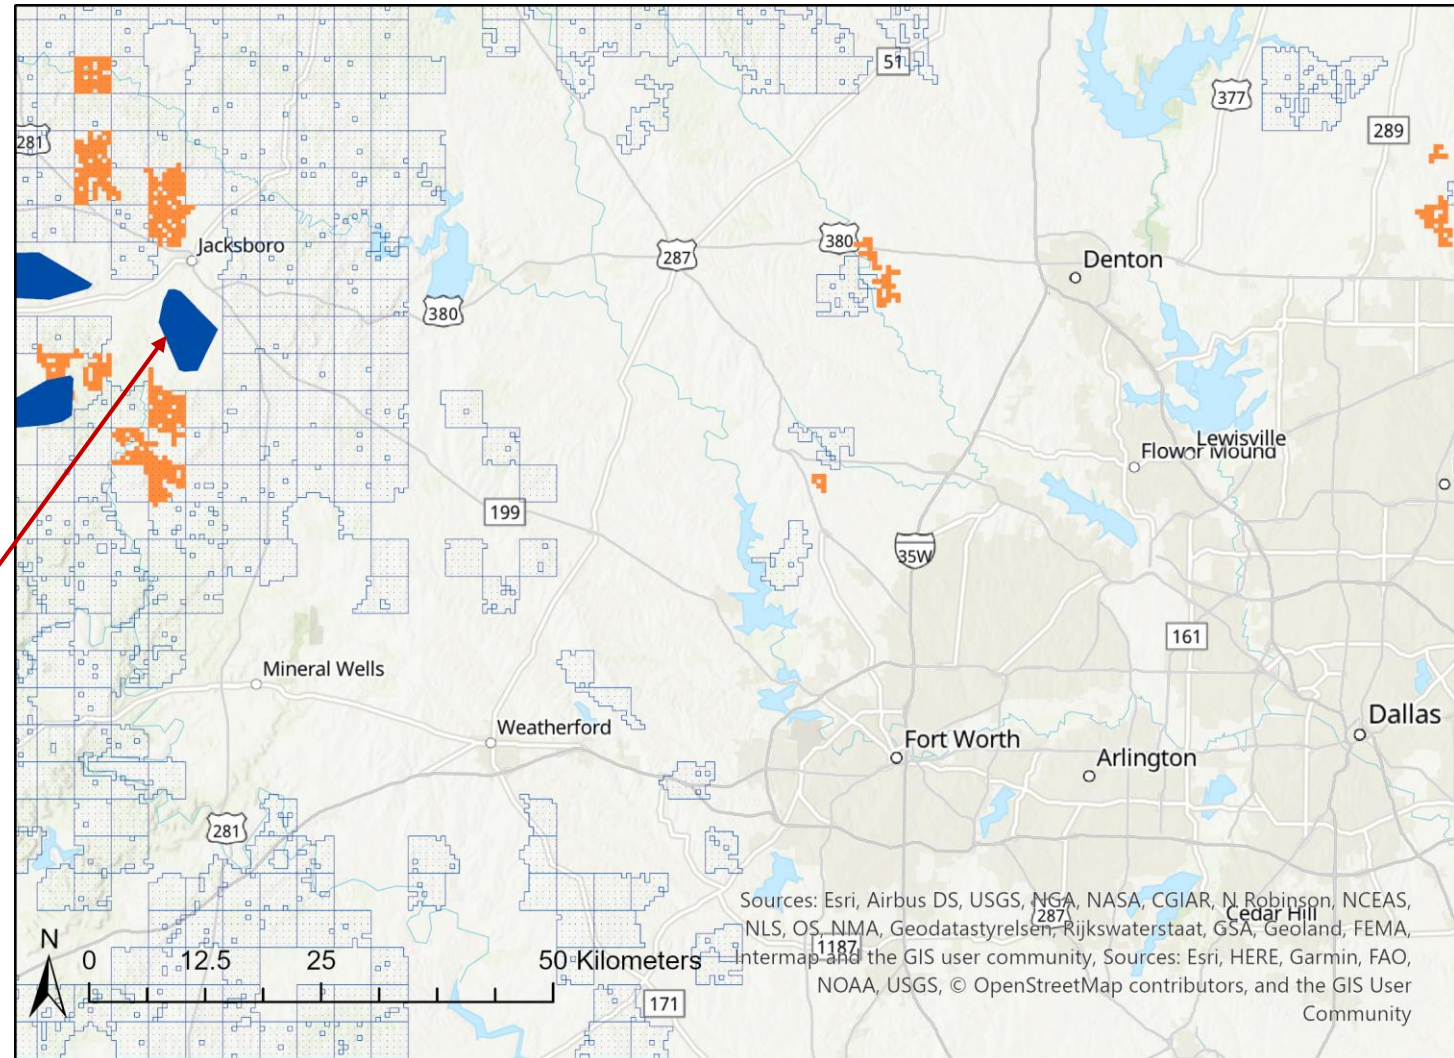 51
377
281
289
Jacksboro
380
287
Denton
380
Lewisville
Flower Mound
199
35W
161
Mineral Wells
Weatherford
Dallas
Fort Worth
Arlington
281
Sources: Esri, Airbus DS, USGS, NGA, NASA, CGIAR, N Robinson, NCEAS,
287
Cedar Hill
NLS, OS, NMA, Geodatastyrelsen, Rijkswaterstaat, GSA, Geoland, FEMA,
N
0 12.5 25 50 Kilometers
1187
Intermap and the GIS user community, Sources: Esri, HERE, Garmin, FAO,
NOAA, USGS, © OpenStreetMap contributors, and the GIS User
171
Community